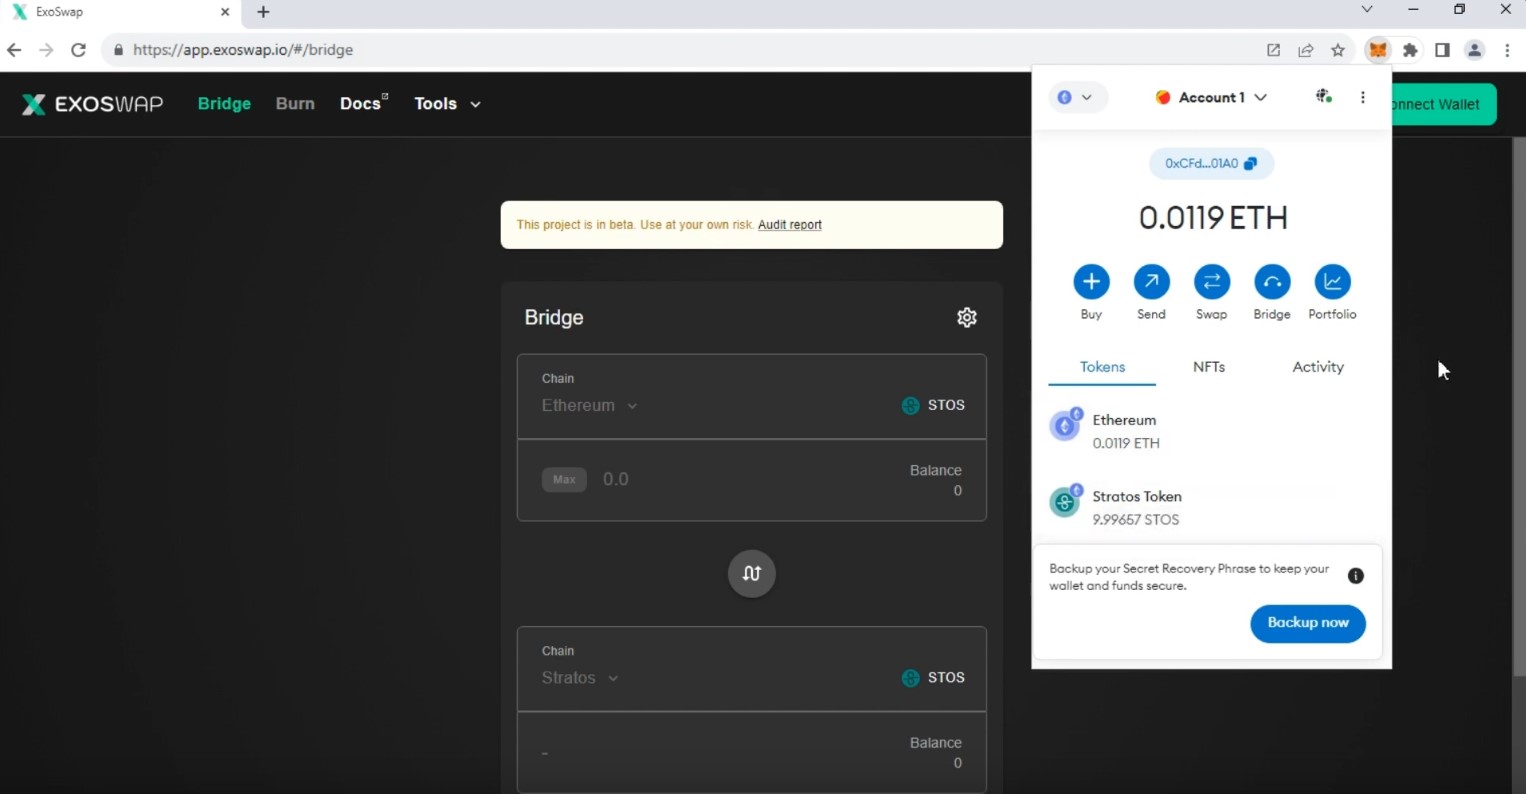 ExoSwap
https://app.exoswap.io/#/bridge
EXOSWAP
Bridge
Burn
Docs
Tools
onnect Wallet
This project is in beta. Use at your own risk. Audit report
Bridge
Chain
Ethereum
STOS
Max
0.0
Balance
0
Chain
Stratos
STOS
-
Balance
0
Account 1
0xCFd...01A0
0.0119 ETH
Buy
Send
Swap
Bridge
Portfolio
Tokens
NFTs
Activity
Ethereum
0.0119 ETH
Stratos Token
9.99657 STOS
Backup your Secret Recovery Phrase to keep your
wallet and funds secure.
Backup now